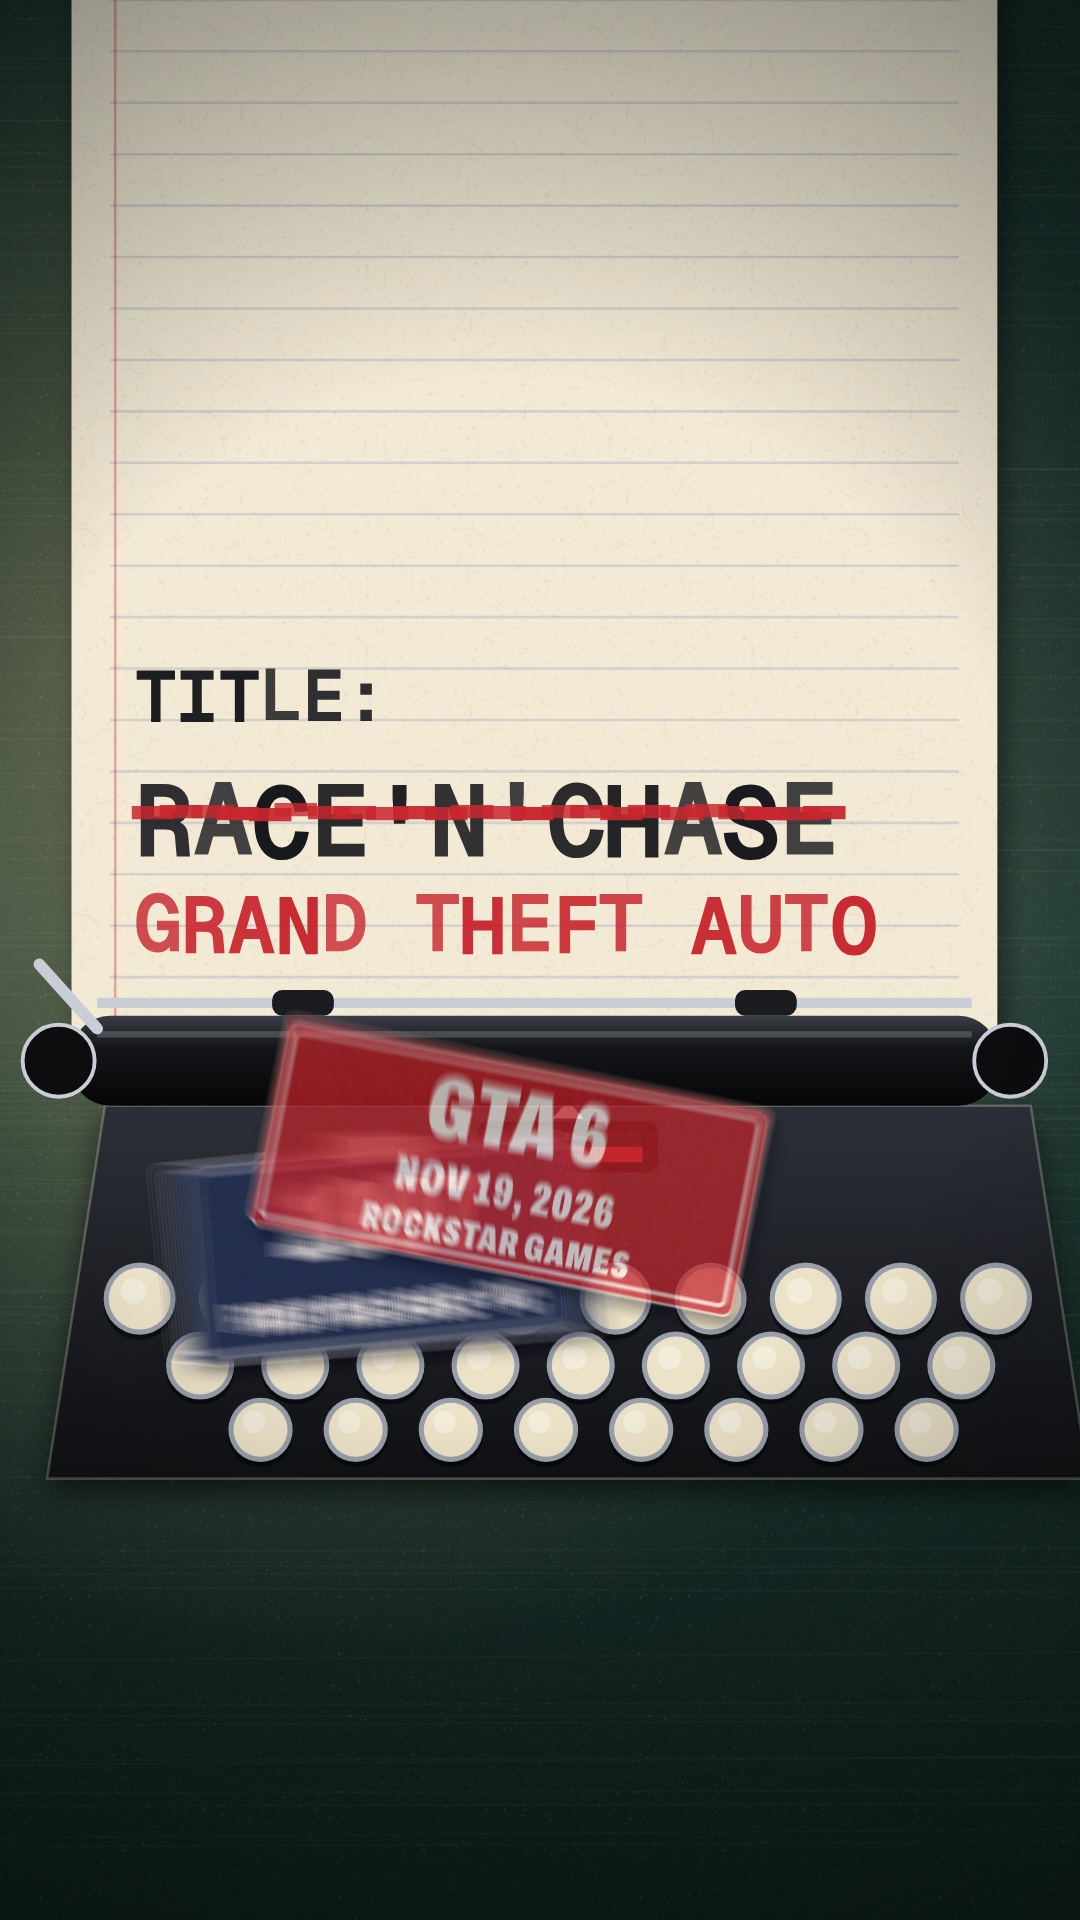 TITLE:
RACE'N'CHASE
GRAND THEFT AUTO
GTA 6
NOV 19, 2026
ROCKSTAR GAMES